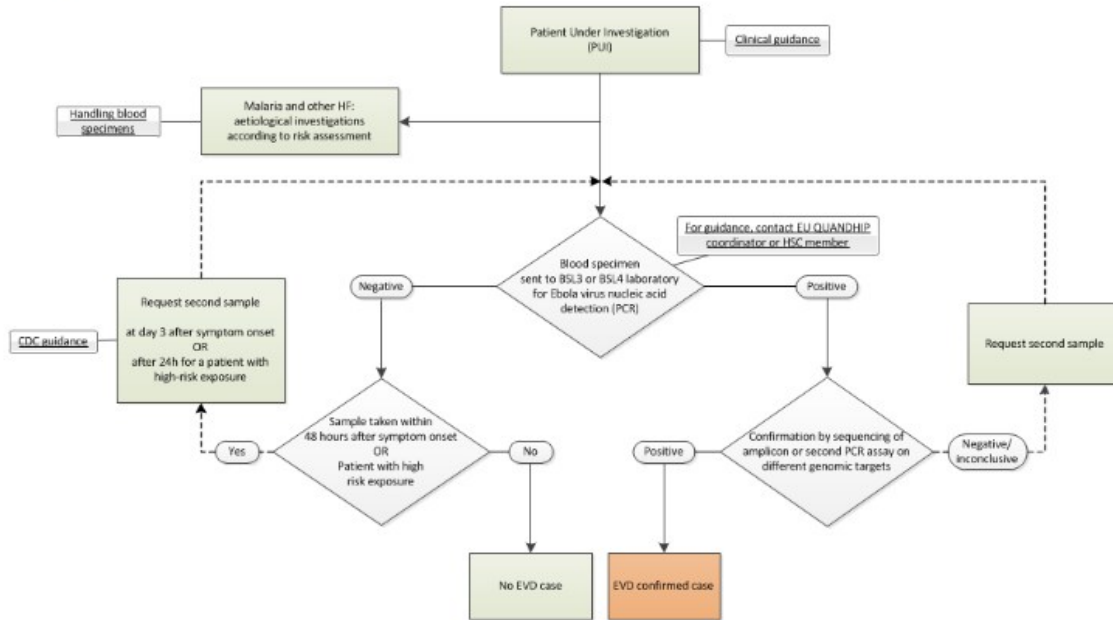 Patient Under Investigation
(PUI)
Clinical guidance
Handling blood
specimens
Malaria and other HF:
aetiological investigations
according to risk assessment
For guidance, contact EU QUANDHIP
coordinator or HSC member
Blood specimen
sent to BSL3 or BSL4 laboratory
for Ebola virus nucleic acid
detection (PCR)
Negative
Positive
Request second sample
at day 3 after symptom onset
OR
after 24h for a patient with
high-risk exposure
CDC guidance
Request second sample
Sample taken within
48 hours after symptom onset
OR
Patient with high
risk exposure
Yes
No
Confirmation by sequencing of
amplicon or second PCR assay on
different genomic targets
Positive
Negative/
inconclusive
No EVD case
EVD confirmed case